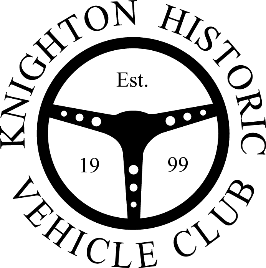 KNIGHTON HISTORIC
Est.
19 99
VEHICLE CLUB